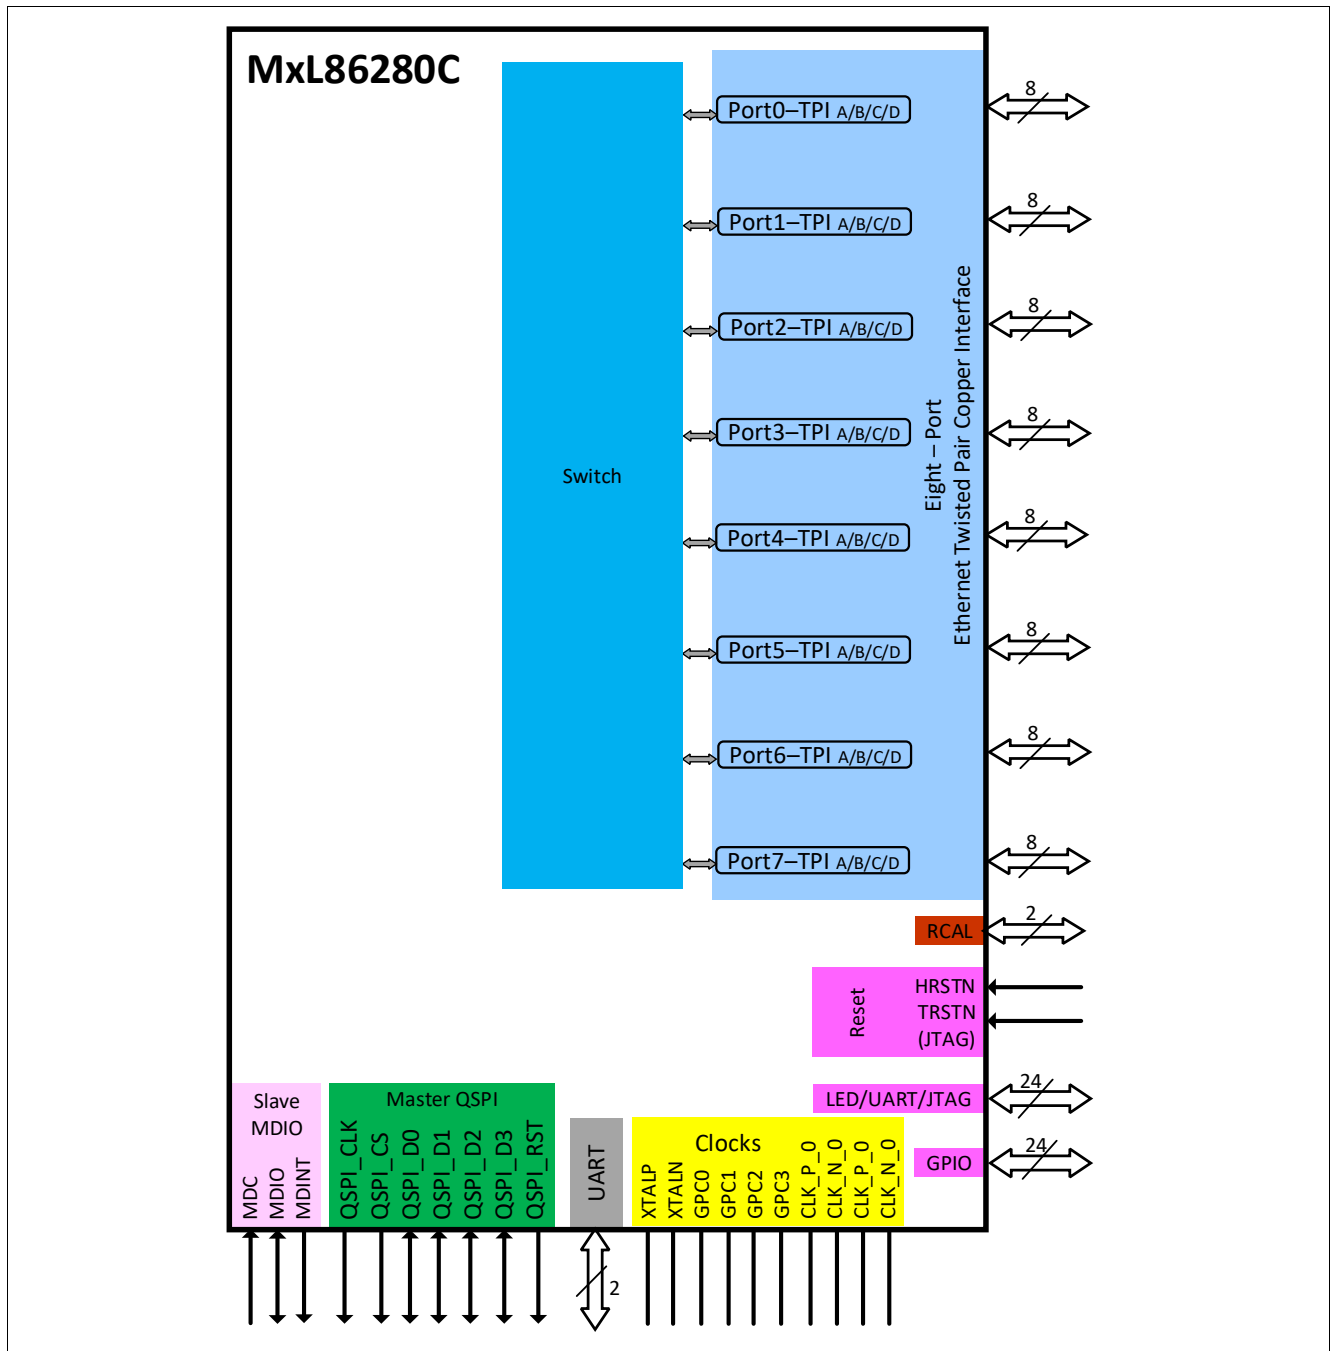 MxL86280C
Switch
Port0–TPI A/B/C/D
8
Port1–TPI A/B/C/D
8
Port2–TPI A/B/C/D
8
Port3–TPI A/B/C/D
8
Port4–TPI A/B/C/D
8
Port5–TPI A/B/C/D
8
Port6–TPI A/B/C/D
8
Port7–TPI A/B/C/D
8
Eight – Port
Ethernet Twisted Pair Copper Interface
RCAL
2
Reset
HRSTN
TRSTN
(JTAG)
LED/UART/JTAG
24
GPIO
24
Slave
MDIO
MDC
MDIO
MDINT
Master QSPI
QSPI_CLK
QSPI_CS
QSPI_D0
QSPI_D1
QSPI_D2
QSPI_D3
QSPI_RST
UART
2
Clocks
XTALP
XTALN
GPC0
GPC1
GPC2
GPC3
CLK_P_0
CLK_N_0
CLK_P_0
CLK_N_0